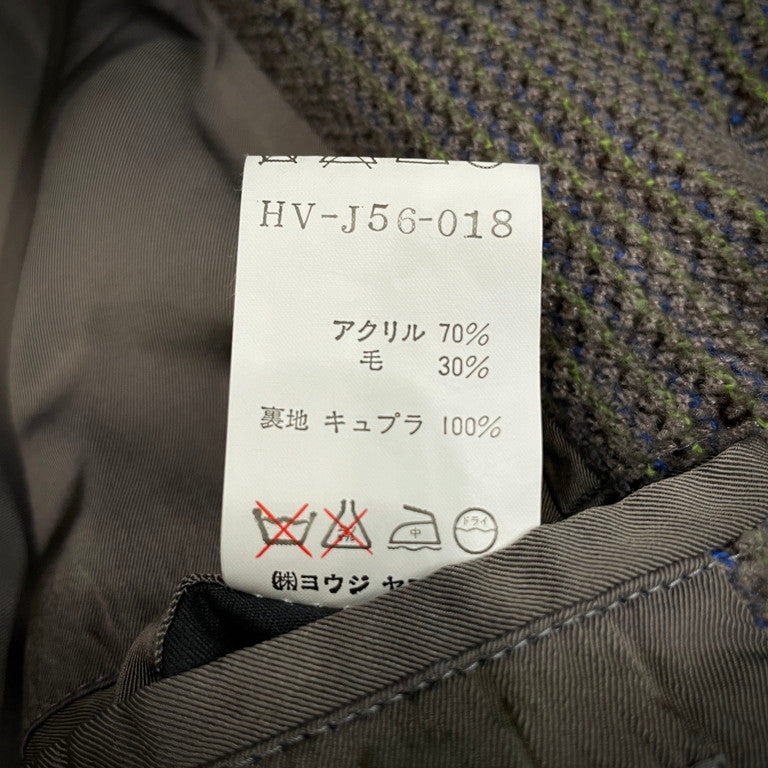 HV-J56-018
アクリル 70%
毛 30%
裏地 キュプラ 100%
中 ドライ
㈱ヨウジ ヤマ